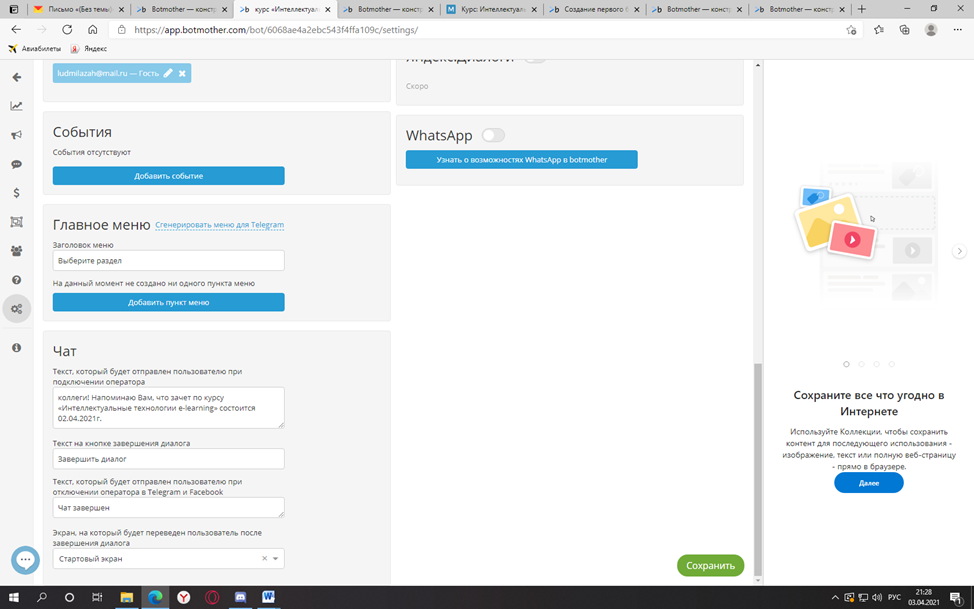 Письмо «(Без темы)
Botmother — констр
курс «Интеллектуал
Botmother — констр
Курс: Интеллектуал
Создание первого б
Botmother — констр
Botmother — констр
https://app.botmother.com/bot/6068ae4a2ebc543f4ffa109c/settings/
Авиабилеты
Яндекс
ludmilazah@mail.ru — Гость
События
События отсутствуют
Добавить событие
Главное меню Сгенерировать меню для Telegram
Заголовок меню
Выберите раздел
На данный момент не создано ни одного пункта меню
Добавить пункт меню
Чат
Текст, который будет отправлен пользователю при
подключении оператора
коллеги! Напоминаю Вам, что зачет по курсу
«Интеллектуальные технологии e-learning» состоится
02.04.2021г.
Текст на кнопке завершения диалога
Завершить диалог
Текст, который будет отправлен пользователю при
отключении оператора в Telegram и Facebook
Чат завершен
Экран, на который будет переведен пользователь после
завершения диалога
Стартовый экран
Яндекс.Диалоги
Скоро
WhatsApp
Узнать о возможностях WhatsApp в botmother
Сохранить
Сохраните все что угодно в
Интернете
Используйте Коллекции, чтобы сохранить
контент для последующего использования -
изображение, текст или полную веб-страницу
- прямо в браузере.
Далее
РУС
21:28
03.04.2021